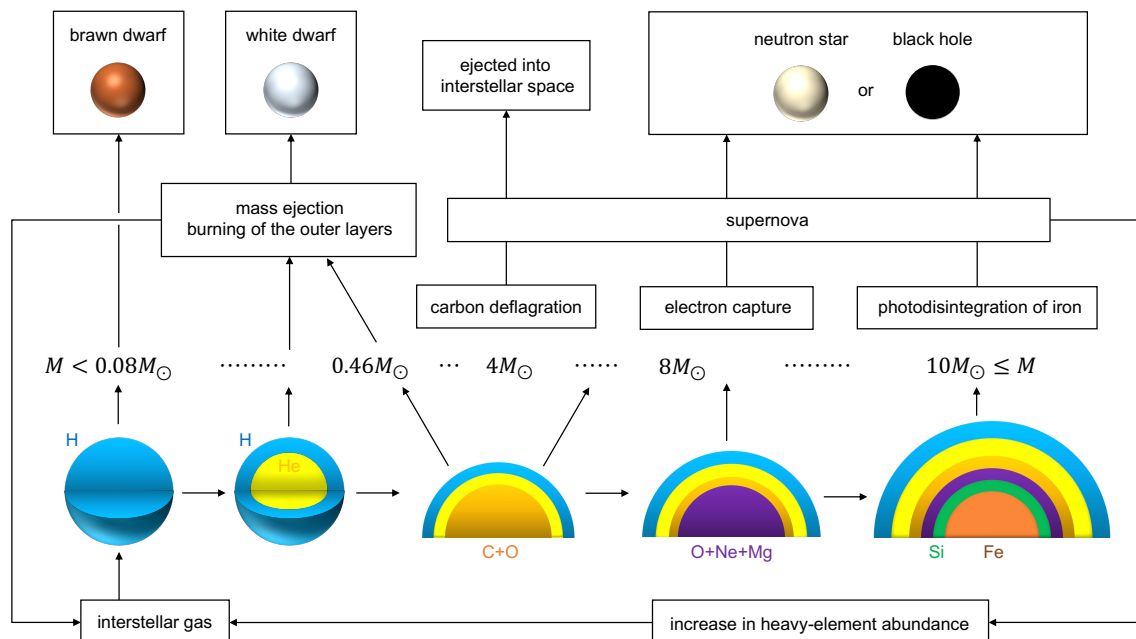 brawn dwarf
white dwarf
ejected into
interstellar space
neutron star
or
black hole
mass ejection
burning of the outer layers
supernova
carbon deflagration
electron capture
photodisintegration of iron
M < 0.08M⊙
·········
0.46M⊙
···
4M⊙
······
8M⊙
·········
10M⊙ ≤ M
H
H
He
C+O
O+Ne+Mg
Si
Fe
interstellar gas
increase in heavy-element abundance